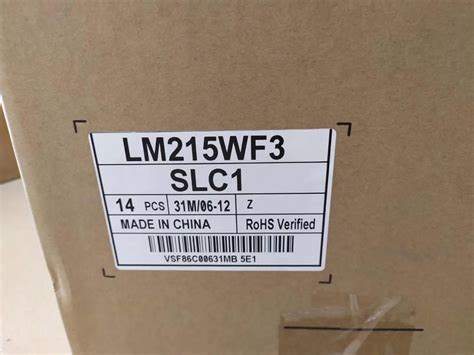 LM215WF3
SLC1
14 PCS 31M/06-12 Z
MADE IN CHINA RoHS Verified
VSF86C00631MB 5E1